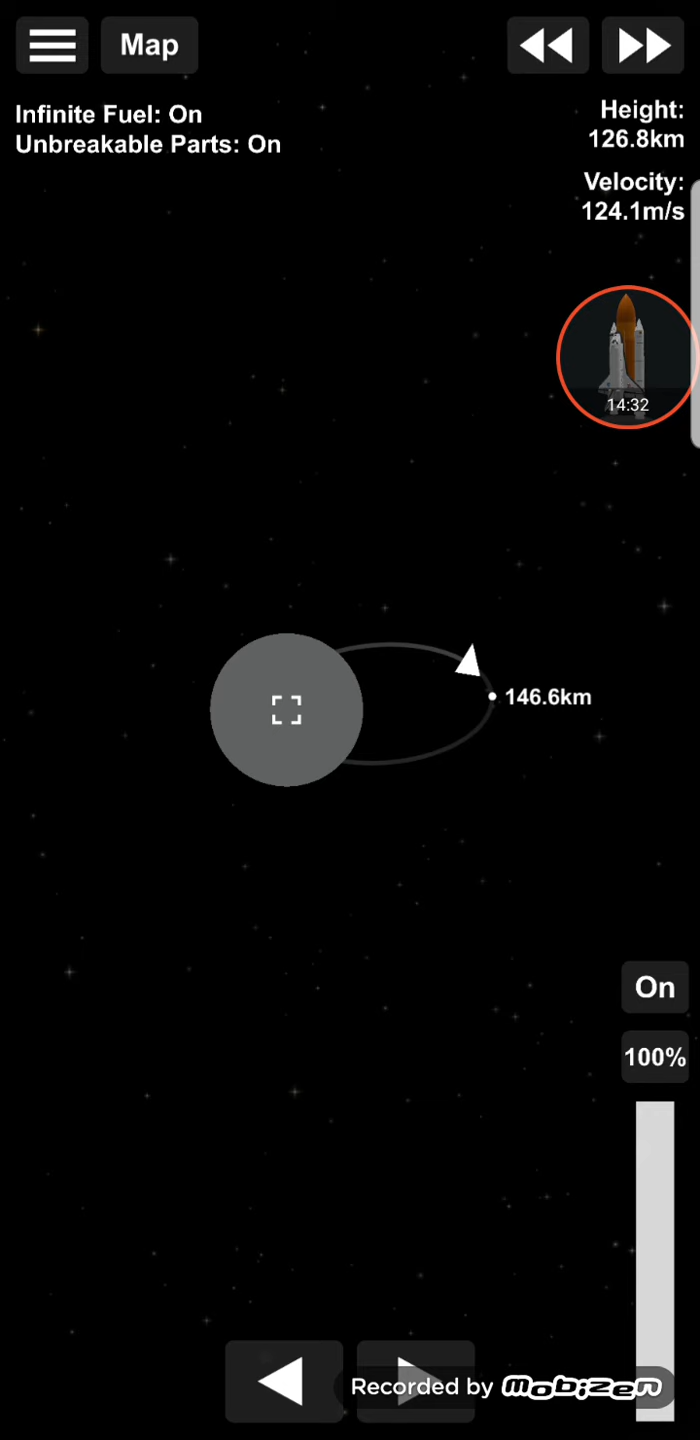 Map
Infinite Fuel: On
Unbreakable Parts: On
Height:
126.8km
Velocity:
124.1m/s
14:32
146.6km
On
100%
Recorded by mobizen